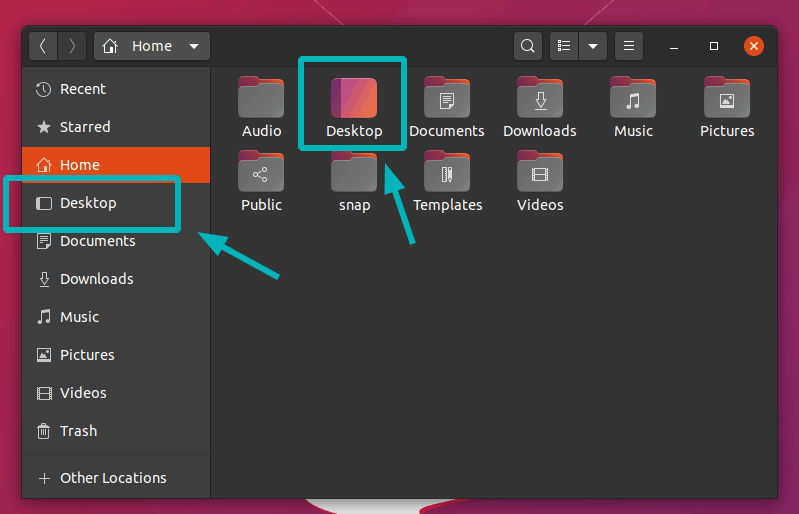 Home
Recent
Starred
Home
Desktop
Documents
Downloads
Music
Pictures
Videos
Trash
Other Locations
Audio
Desktop
Documents
Downloads
Music
Pictures
Public
snap
Templates
Videos